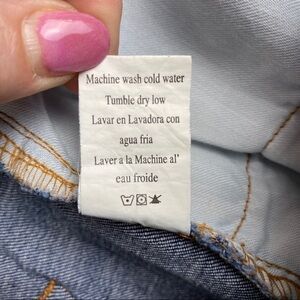 Machine wash cold water
Tumble dry low
Lavar en Lavadora con
agua fria
Laver a la Machine al'
eau froide